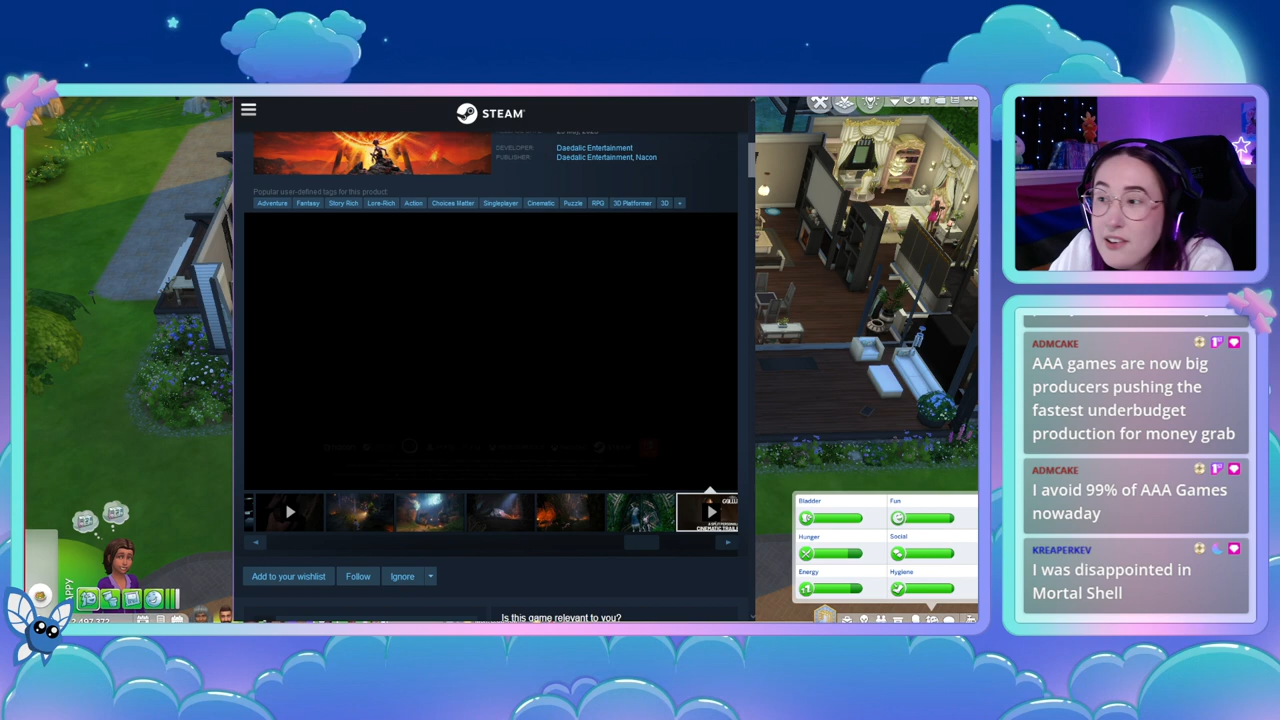 STEAM
DEVELOPER:
Daedalic Entertainment
PUBLISHER:
Daedalic Entertainment, Nacon
Popular user-defined tags for this product:
Adventure
Fantasy
Story Rich
Lore-Rich
Action
Choices Matter
Singleplayer
Cinematic
Puzzle
RPG
3D Platformer
3D
+
Add to your wishlist
Follow
Ignore
Is this game relevant to you?
Bladder
Fun
Hunger
Social
Energy
Hygiene
ADMCAKE
AAA games are now big
producers pushing the
fastest underbudget
production for money grab
ADMCAKE
I avoid 99% of AAA Games
nowaday
KREAPERKEV
I was disappointed in
Mortal Shell